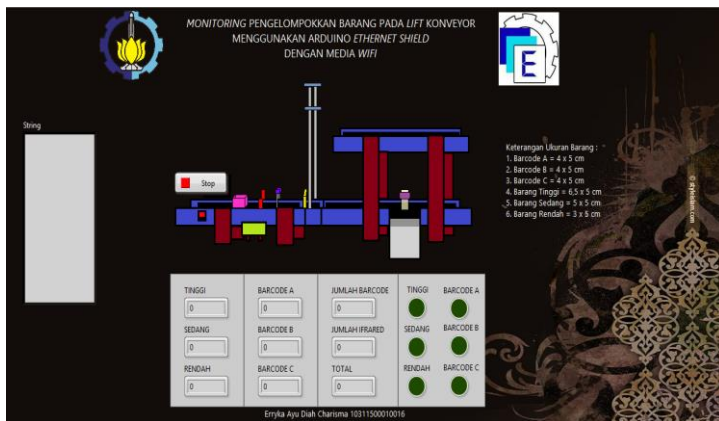 MONITORING PENGELOMPOKKAN BARANG PADA LIFT KONVEYOR
MENGGUNAKAN ARDUINO ETHERNET SHIELD
DENGAN MEDIA WIFI
E
String
Stop
Keterangan Ukuran Barang :
1. Barcode A = 4 x 5 cm
2. Barcode B = 4 x 5 cm
3. Barcode C = 4 x 5 cm
4. Barang Tinggi = 6,5 x 5 cm
5. Barang Sedang = 5 x 5 cm
6. Barang Rendah = 3 x 5 cm
TINGGI BARCODE A JUMLAH BARCODE TINGGI BARCODE A
0 0 0
SEDANG BARCODE B JUMLAH IFRARED SEDANG BARCODE B
0 0 0
RENDAH BARCODE C TOTAL RENDAH BARCODE C
0 0 0
Erryka Ayu Diah Charisma 10311500010016